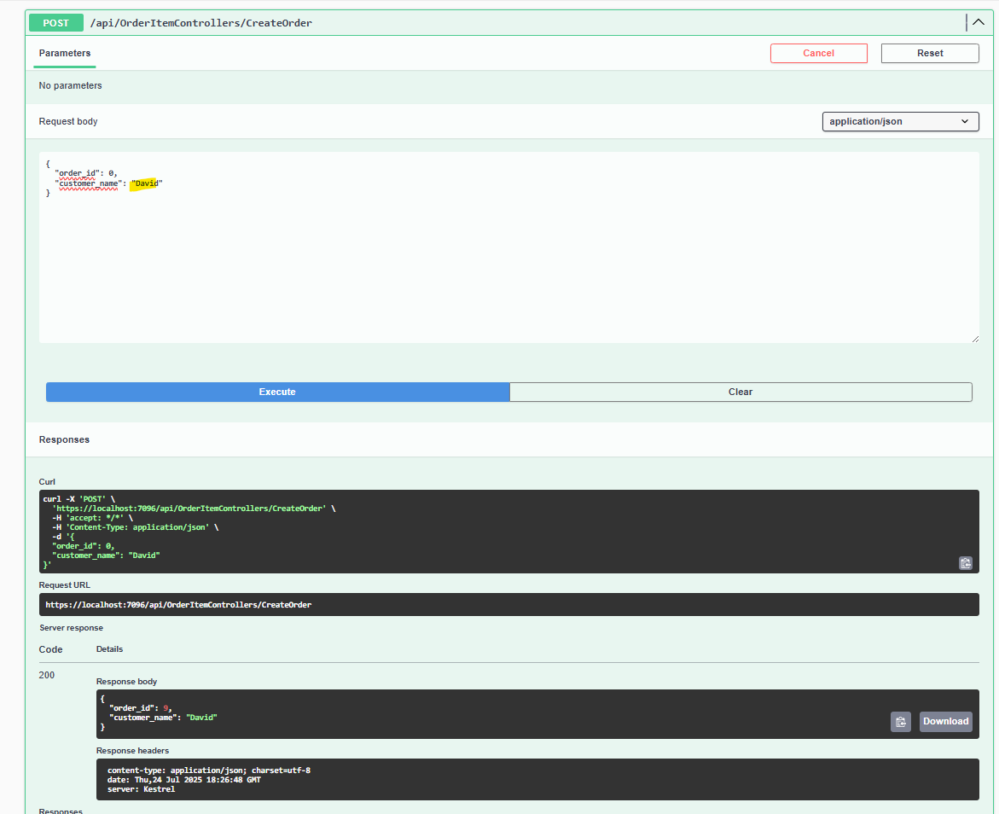 POST /api/OrderItemControllers/CreateOrder
Parameters
Cancel
Reset
No parameters
Request body
application/json
{
  "order_id": 0,
  "customer_name": "David"
}
Execute
Clear
Responses
Curl
curl -X 'POST' \
  'https://localhost:7096/api/OrderItemControllers/CreateOrder' \
  -H 'accept: */*' \
  -H 'Content-Type: application/json' \
  -d '{
  "order_id": 0,
  "customer_name": "David"
}'
Request URL
https://localhost:7096/api/OrderItemControllers/CreateOrder
Server response
Code Details
200
Response body
{
  "order_id": 9,
  "customer_name": "David"
}
Download
Response headers
content-type: application/json; charset=utf-8
date: Thu,24 Jul 2025 18:26:48 GMT
server: Kestrel
Responses